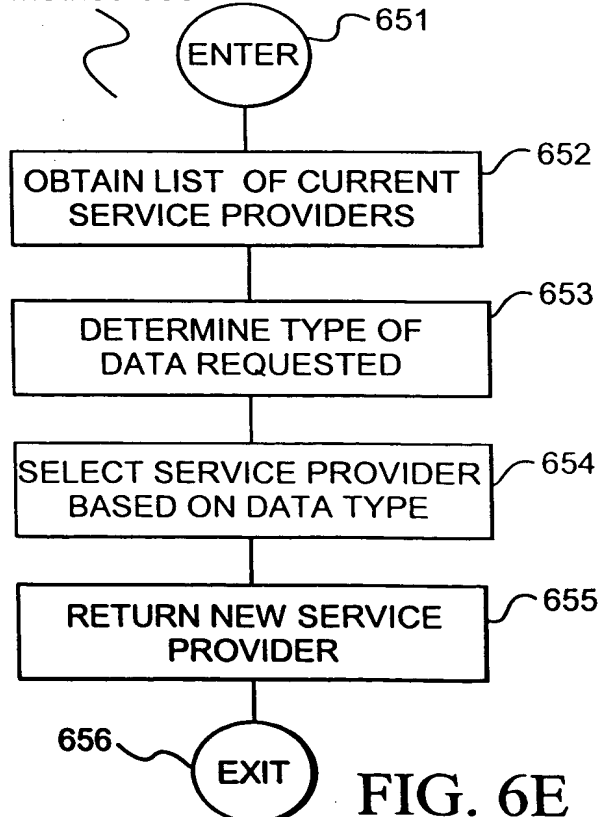 651
ENTER
652
OBTAIN LIST OF CURRENT
SERVICE PROVIDERS
653
DETERMINE TYPE OF
DATA REQUESTED
654
SELECT SERVICE PROVIDER
BASED ON DATA TYPE
655
RETURN NEW SERVICE
PROVIDER
656
EXIT
FIG. 6E